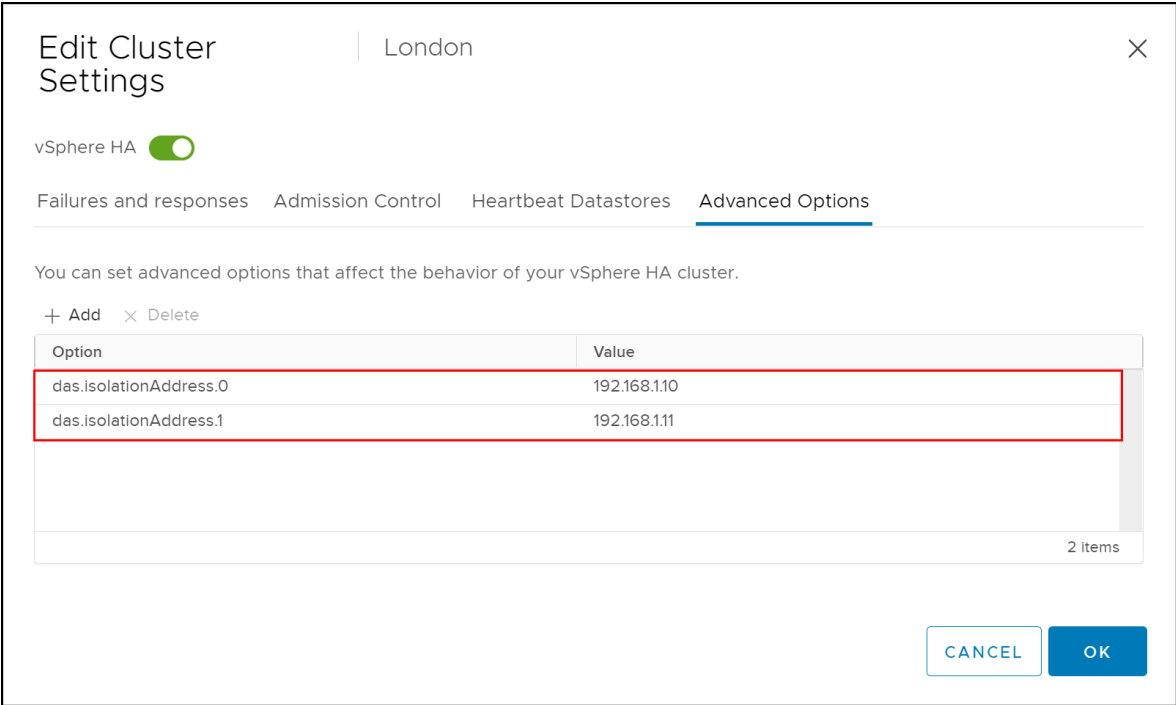 Edit Cluster Settings
London
vSphere HA
Failures and responses Admission Control Heartbeat Datastores Advanced Options
You can set advanced options that affect the behavior of your vSphere HA cluster.
Add Delete
Option Value
das.isolationAddress.0 192.168.1.10
das.isolationAddress.1 192.168.1.11
2 items
CANCEL OK